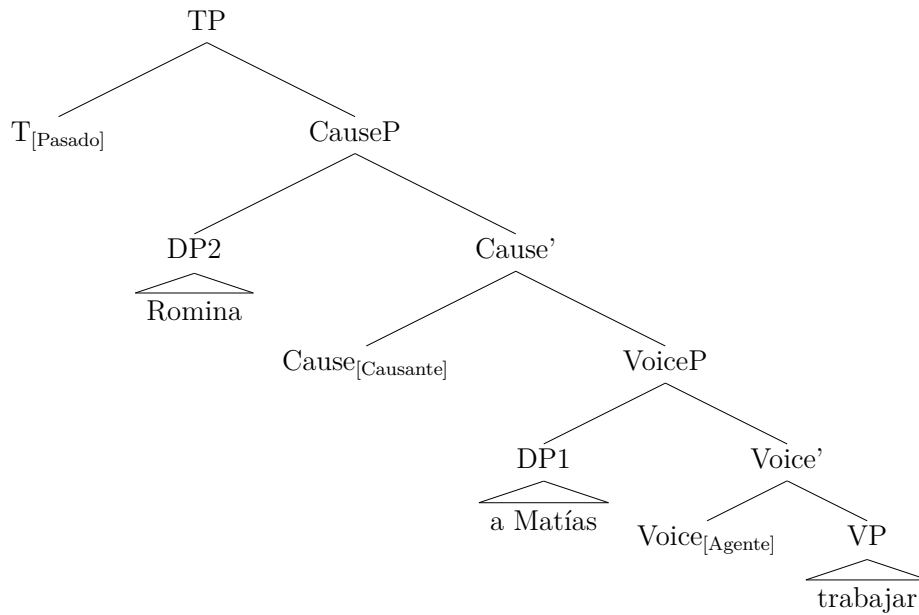 TP
T[Pasado] CauseP
DP2 Cause'
Romina
Cause[Causante] VoiceP
DP1 Voice'
a Matías
Voice[Agente] VP
trabajar